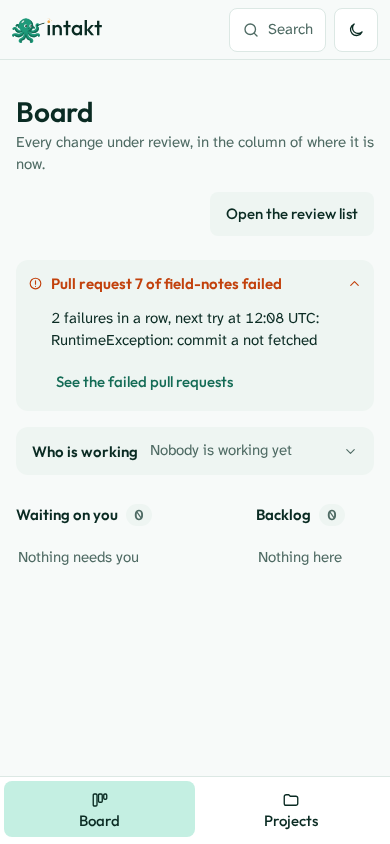 intakt
Search
Board
Every change under review, in the column of where it is
now.
Open the review list
Pull request 7 of field-notes failed
2 failures in a row, next try at 12:08 UTC:
RuntimeException: commit a not fetched
See the failed pull requests
Who is working Nobody is working yet
Waiting on you 0
Backlog 0
Nothing needs you
Nothing here
Board
Projects